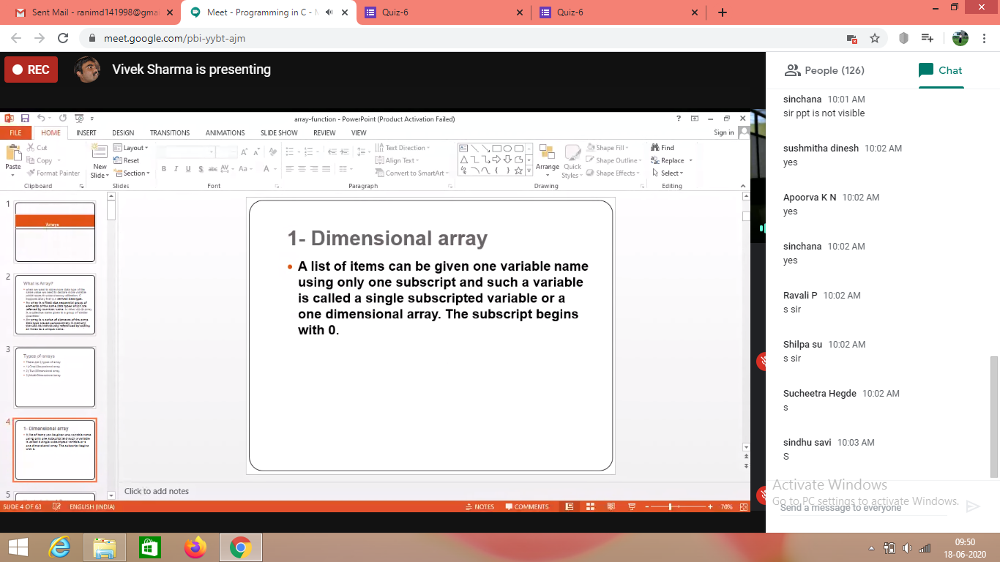 Sent Mail - ranimd141998@gma
Meet - Programming in C - M
Quiz-6
Quiz-6
meet.google.com/pbi-yybt-ajm
REC
Vivek Sharma is presenting
People (126)
Chat
array-function - PowerPoint (Product Activation Failed)
FILE HOME INSERT DESIGN TRANSITIONS ANIMATIONS SLIDE SHOW REVIEW VIEW
Sign in
Paste
Cut
Copy
Format Painter
Clipboard
New
Slide
Layout
Reset
Section
Slides
Font
Text Direction
Align Text
Convert to SmartArt
Paragraph
Arrange
Quick
Styles
Shape Fill
Shape Outline
Shape Effects
Drawing
Find
Replace
Select
Editing
1
Arrays
2
What is Array?
3
Types of arrays
4
1- Dimensional array
A list of items can be given one variable name
using only one subscript and such a variable
is called a single subscripted variable or a
one dimensional array. The subscript begins
with 0.
5
1- Dimensional array
A list of items can be given one variable name
using only one subscript and such a variable
is called a single subscripted variable or a
one dimensional array. The subscript begins
with 0.
Click to add notes
SLIDE 4 OF 63
ENGLISH (INDIA)
NOTES
COMMENTS
70%
sinchana 10:01 AM
sir ppt is not visible
sushmitha dinesh 10:02 AM
yes
Apoorva K N 10:02 AM
yes
sinchana 10:02 AM
yes
Ravali P 10:02 AM
s sir
Shilpa su 10:02 AM
s sir
Sucheetra Hegde 10:02 AM
s
sindhu savi 10:03 AM
S
Activate Windows
Go to PC settings to activate Windows.
Send a message to everyone
09:50
18-06-2020